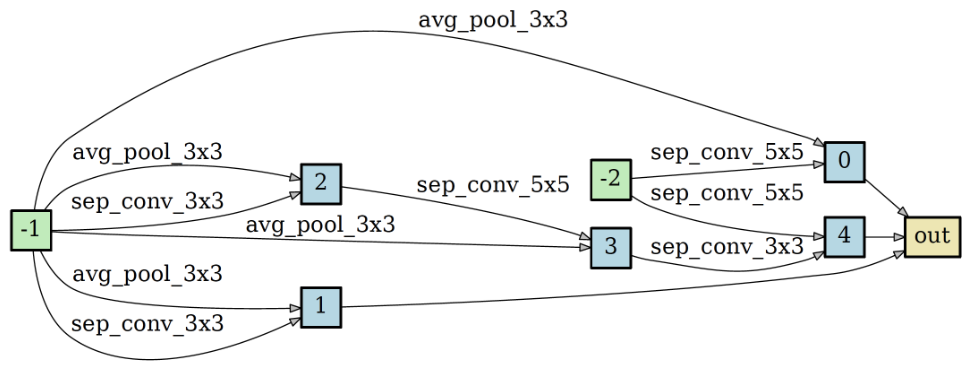 avg_pool_3x3
avg_pool_3x3
sep_conv_5x5
0
-2
2
sep_conv_5x5
sep_conv_5x5
sep_conv_3x3
avg_pool_3x3
-1
3
sep_conv_3x3
4
out
avg_pool_3x3
1
sep_conv_3x3